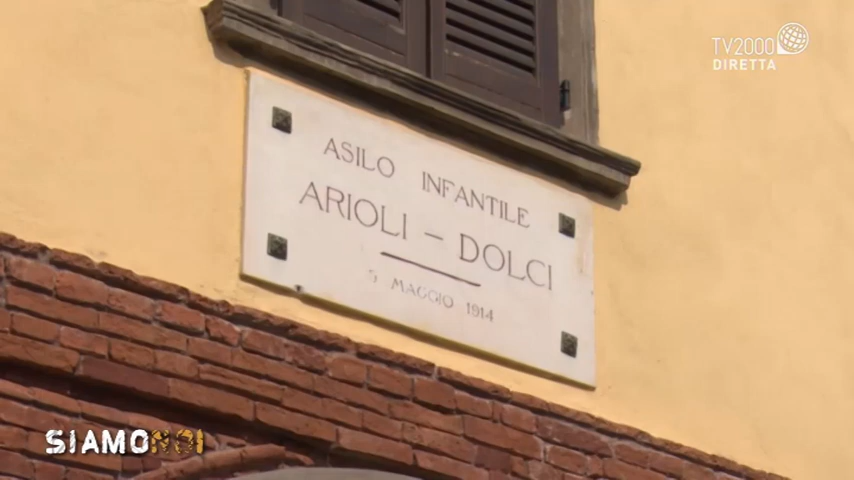 TV2000
DIRETTA
ASILO INFANTILE
ARIOLI - DOLCI
5 MAGGIO 1914
SIAMONOI